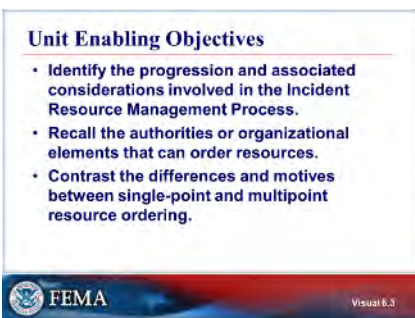 Unit Enabling Objectives
• Identify the progression and associated
considerations involved in the Incident
Resource Management Process.
• Recall the authorities or organizational
elements that can order resources.
• Contrast the differences and motives
between single-point and multipoint
resource ordering.
FEMA
Visual 6.3